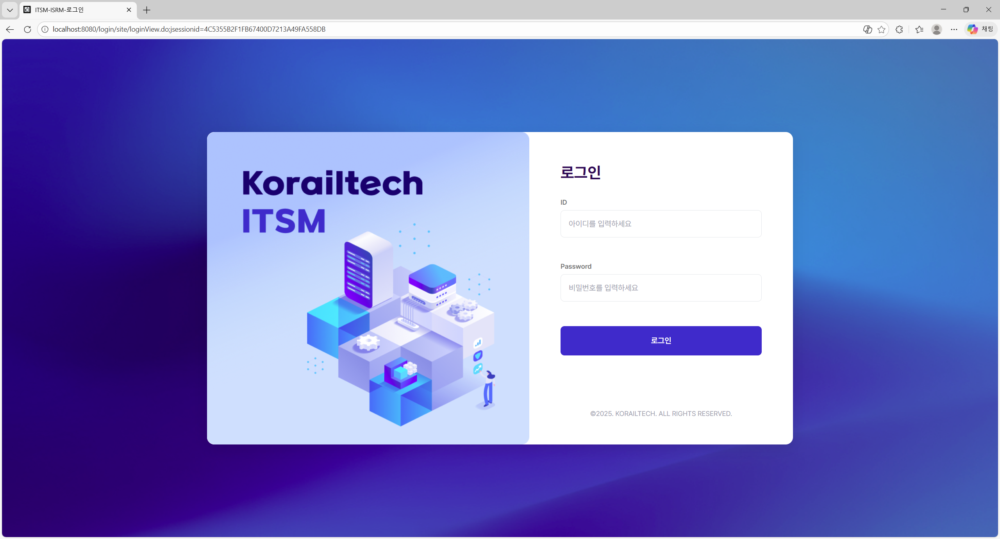 ITSM-ISRM-로그인
localhost:8080/login/site/loginView.do;jsessionid=4C5355B2F1FB67400D7213A49FA558DB
채팅
Korailtech
ITSM
로그인
ID
아이디를 입력하세요
Password
비밀번호를 입력하세요
로그인
©2025. KORAILTECH. ALL RIGHTS RESERVED.